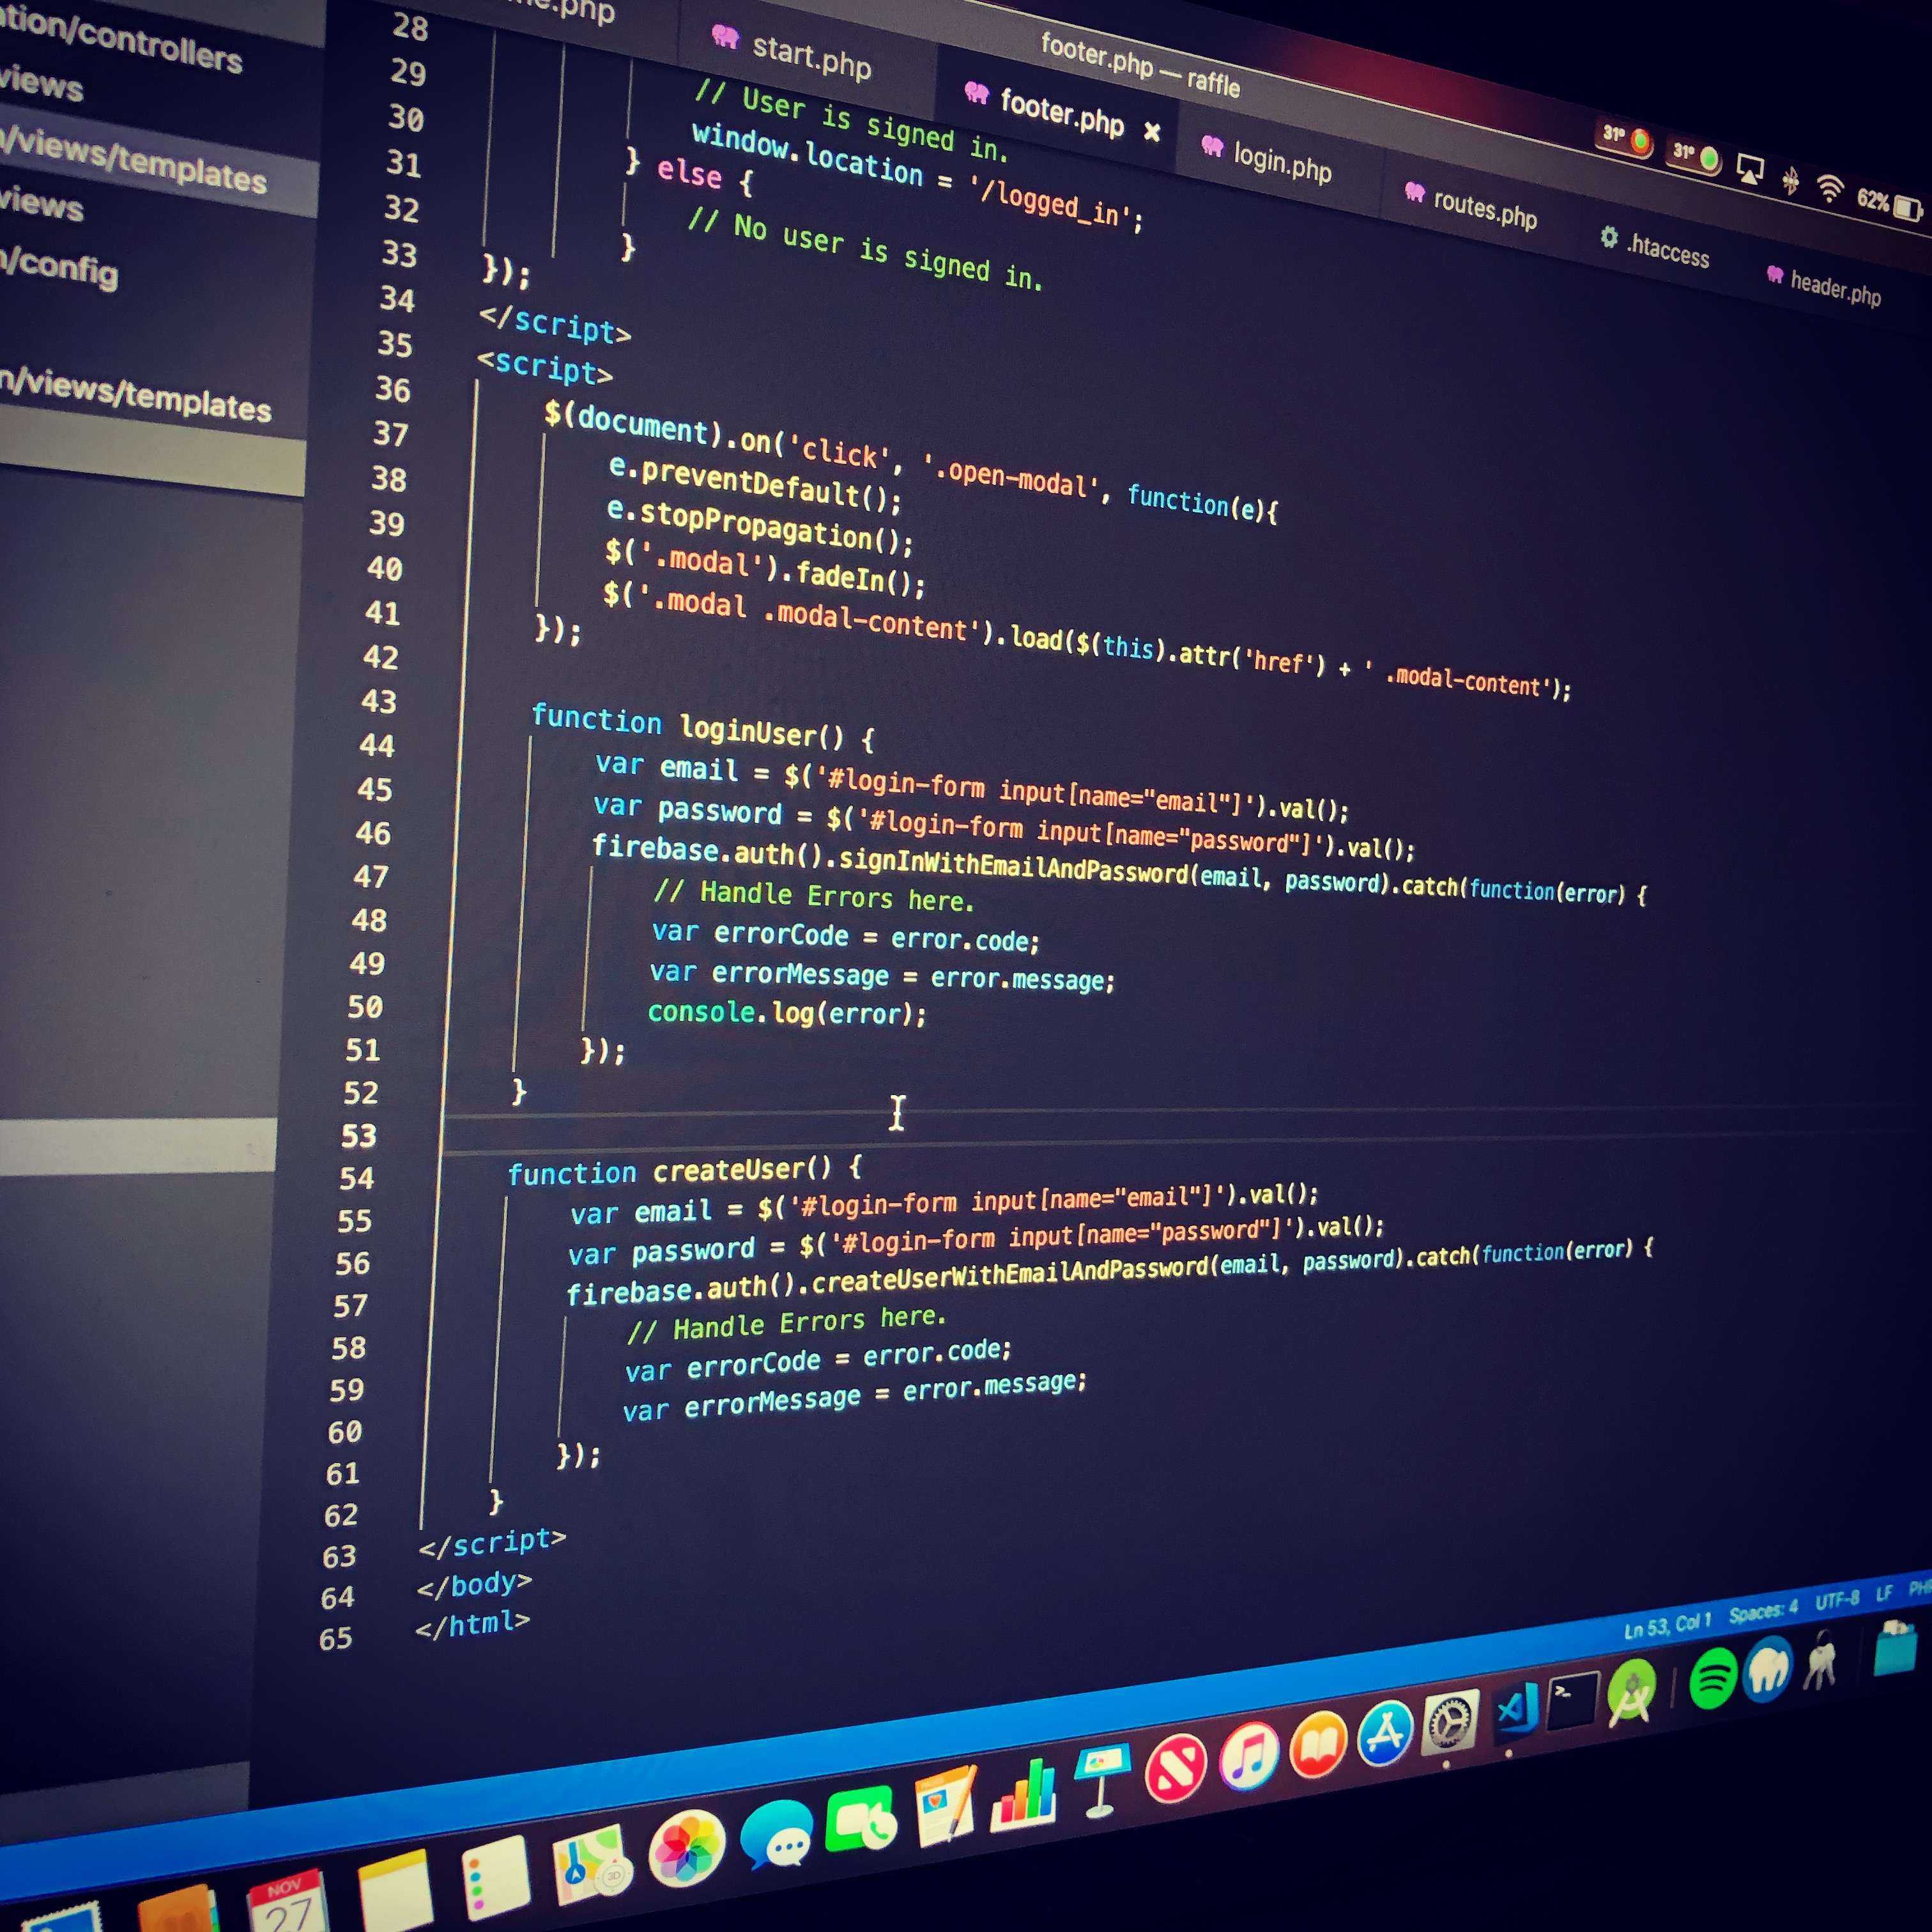 footer.php — raffle
31° 31° 62%
start.php footer.php × login.php routes.php .htaccess header.php
tion/controllers
views
/views/templates
views
/config
/views/templates
28
29 // User is signed in.
30 window.location = '/logged_in';
31 } else {
32 // No user is signed in.
33 }
34 });
35 </script>
36 <script>
37 $(document).on('click', '.open-modal', function(e){
38 e.preventDefault();
39 e.stopPropagation();
40 $('.modal').fadeIn();
41 $('.modal .modal-content').load($(this).attr('href') + ' .modal-content');
42 });
43
44 function loginUser() {
45 var email = $('#login-form input[name="email"]').val();
46 var password = $('#login-form input[name="password"]').val();
47 firebase.auth().signInWithEmailAndPassword(email, password).catch(function(error) {
48 // Handle Errors here.
49 var errorCode = error.code;
50 var errorMessage = error.message;
51 console.log(error);
52 });
53 }
54
55 function createUser() {
56 var email = $('#login-form input[name="email"]').val();
57 var password = $('#login-form input[name="password"]').val();
58 firebase.auth().createUserWithEmailAndPassword(email, password).catch(function(error) {
59 // Handle Errors here.
60 var errorCode = error.code;
61 var errorMessage = error.message;
62 });
63 }
64 </script>
65 </body>
</html>
Ln 53, Col 1 Spaces: 4 UTF-8 LF
NOV
27
3D